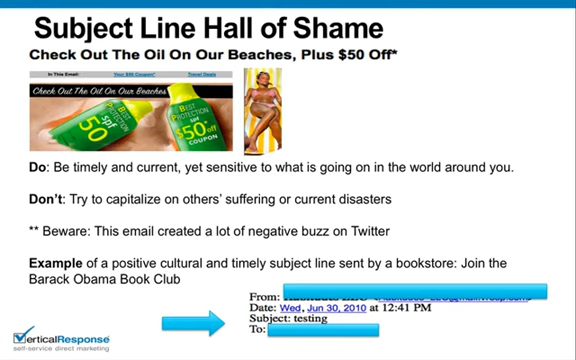 Subject Line Hall of Shame
Check Out The Oil On Our Beaches, Plus $50 Off*
In This Email: Your $50 Coupon* Travel Deals
Check Out The Oil On Our Beaches
BEST PROTECTION spf 50
BEST PROTECTION spf $50* off COUPON
Do: Be timely and current, yet sensitive to what is going on in the world around you.
Don't: Try to capitalize on others' suffering or current disasters
** Beware: This email created a lot of negative buzz on Twitter
Example of a positive cultural and timely subject line sent by a bookstore: Join the
Barack Obama Book Club
From:
Date: Wed, Jun 30, 2010 at 12:41 PM
Subject: testing
To:
VerticalResponse®
self-service direct marketing